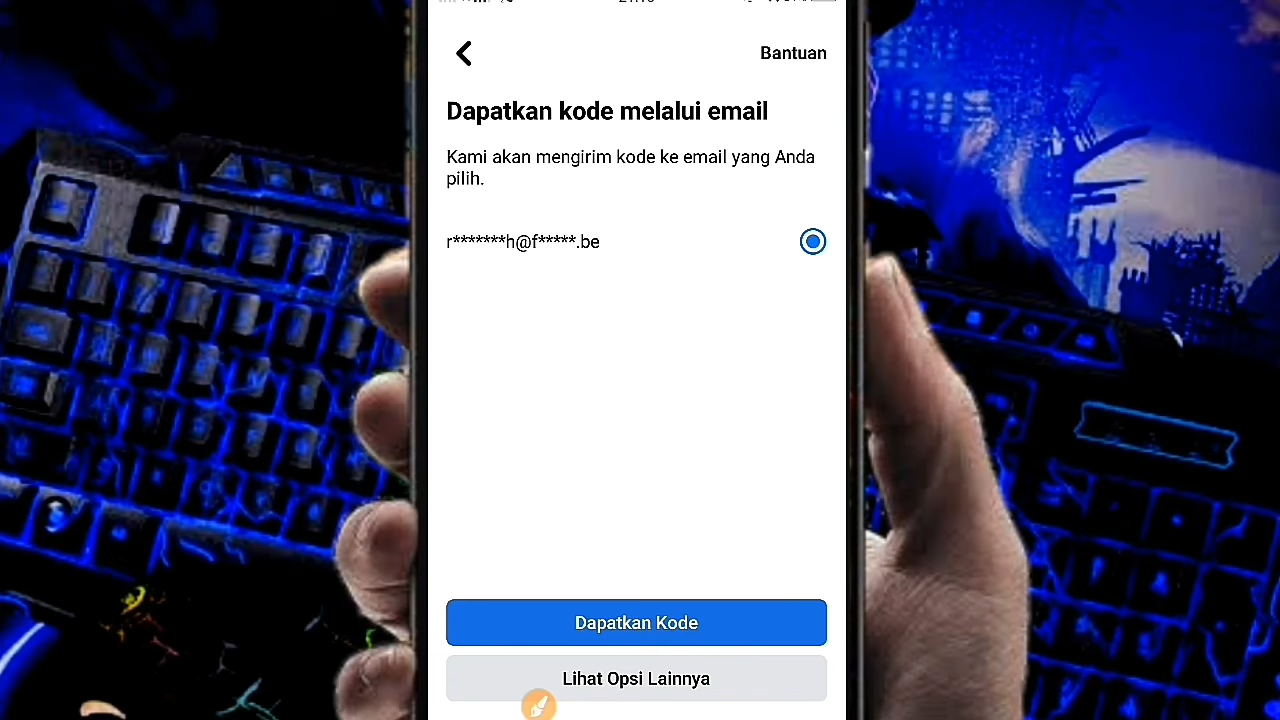 Bantuan
Dapatkan kode melalui email
Kami akan mengirim kode ke email yang Anda
pilih.
r*******h@f*****.be
Dapatkan Kode
Lihat Opsi Lainnya